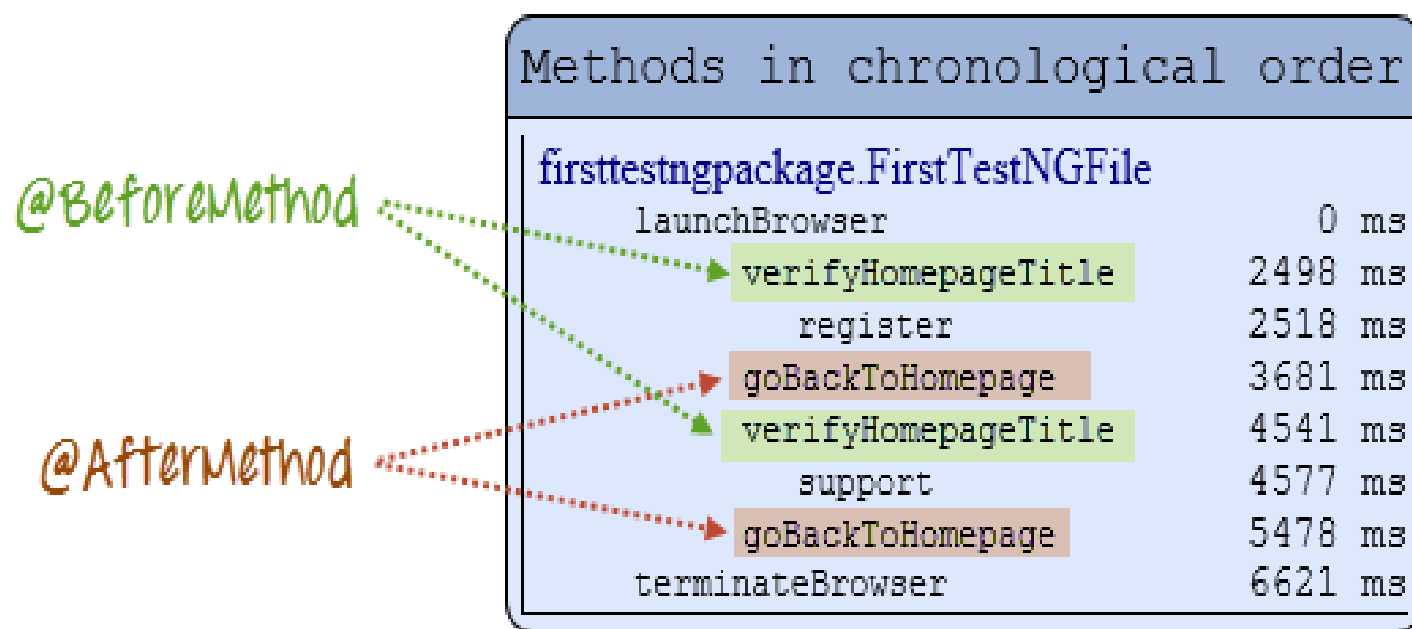 Methods in chronological order
firsttestngpackage.FirstTestNGFile
launchBrowser 0 ms
@BeforeMethod
verifyHomepageTitle 2498 ms
register 2518 ms
goBackToHomepage 3681 ms
verifyHomepageTitle 4541 ms
@AfterMethod
support 4577 ms
goBackToHomepage 5478 ms
terminateBrowser 6621 ms